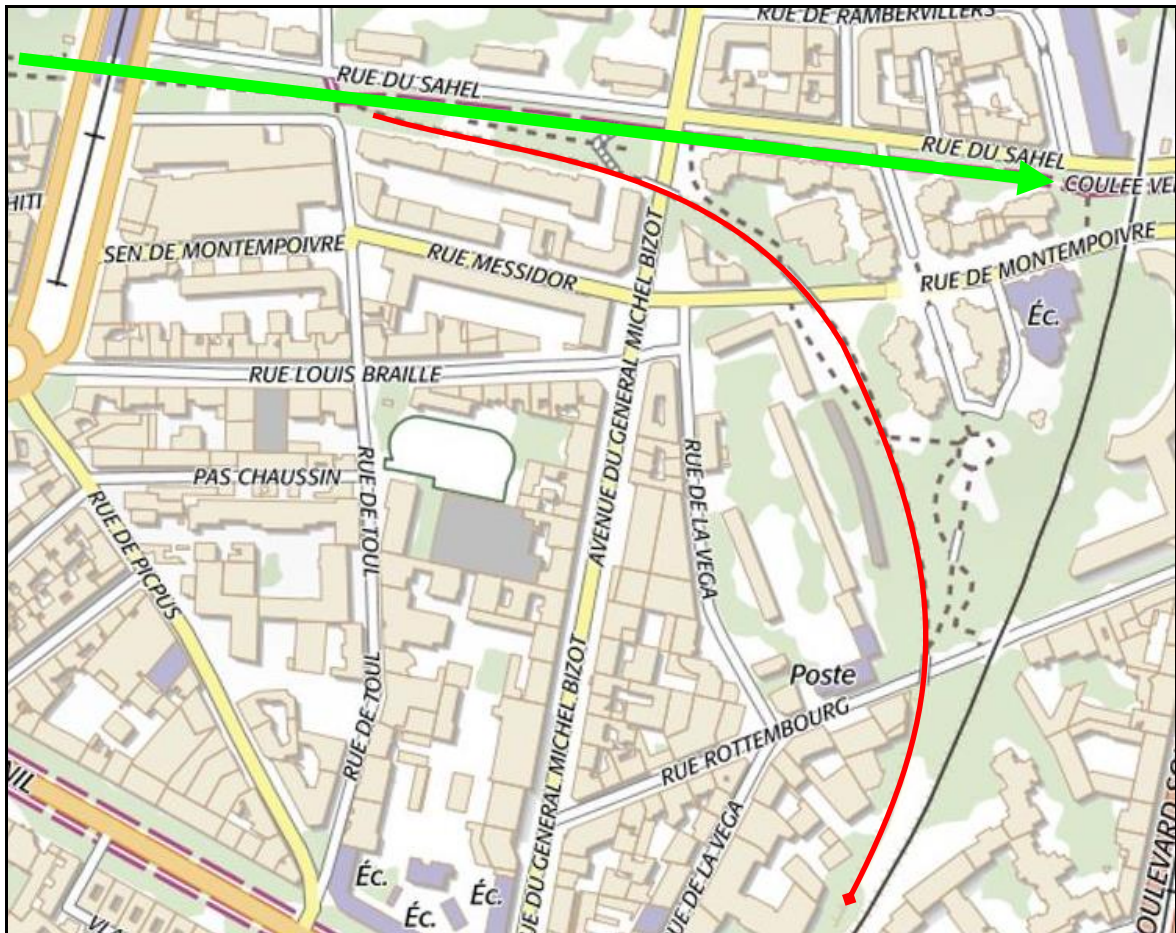 RUE DE RAMBERVILLERS
RUE DU SAHEL
RUE DU SAHEL
COULEE VE
HITI
SEN DE MONTEMPOIVRE
RUE MESSIDOR
RUE DE MONTEMPOIVRE
Éc.
AVENUE DU GENERAL MICHEL BIZOT
RUE LOUIS BRAILLE
PAS CHAUSSIN
RUE DE TOUL
RUE DE LA VEGA
RUE DE PICPUS
RUE DE TOUL
Poste
RUE ROTTEMBOURG
NIL
UE DU GENERAL MICHEL BIZOT
UE DE LA VEGA
Éc.
Éc.
Éc.
OULEVARD